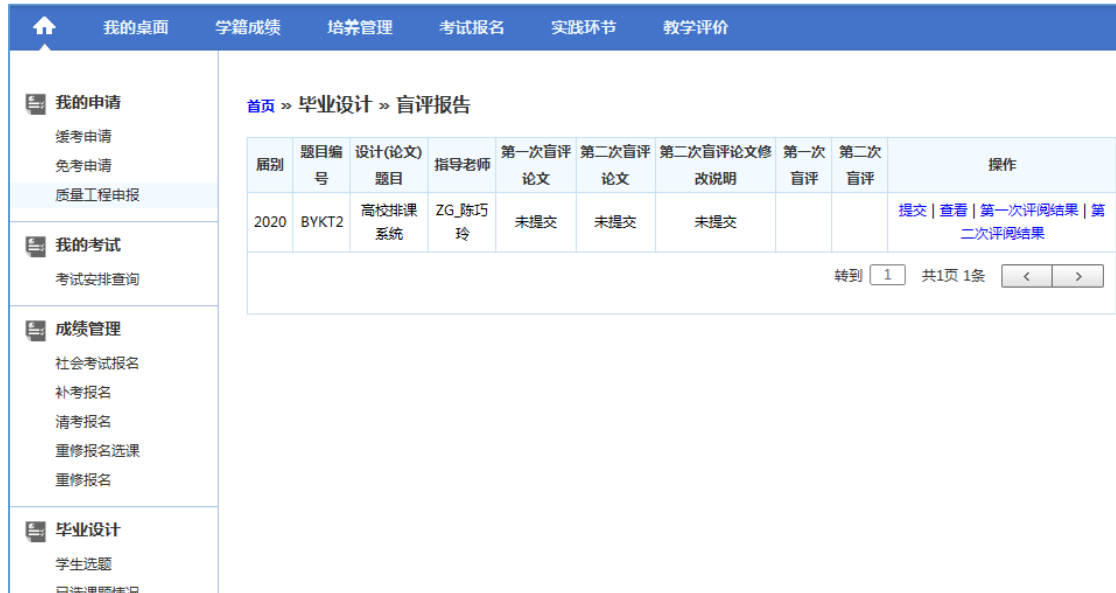 我的桌面 学籍成绩 培养管理 考试报名 实践环节 教学评价
我的申请
缓考申请
免考申请
质量工程申报
我的考试
考试安排查询
成绩管理
社会考试报名
补考报名
清考报名
重修报名选课
重修报名
毕业设计
学生选题
已选课题情况
首页 » 毕业设计 » 盲评报告
届别 题目编号 设计(论文)题目 指导老师 第一次盲评论文 第二次盲评论文 第二次盲评论文修改说明 第一次盲评 第二次盲评 操作
2020 BYKT2 高校排课系统 ZG_陈巧玲 未提交 未提交 未提交 提交 | 查看 | 第一次评阅结果 | 第二次评阅结果
转到 1 共1页 1条 < >